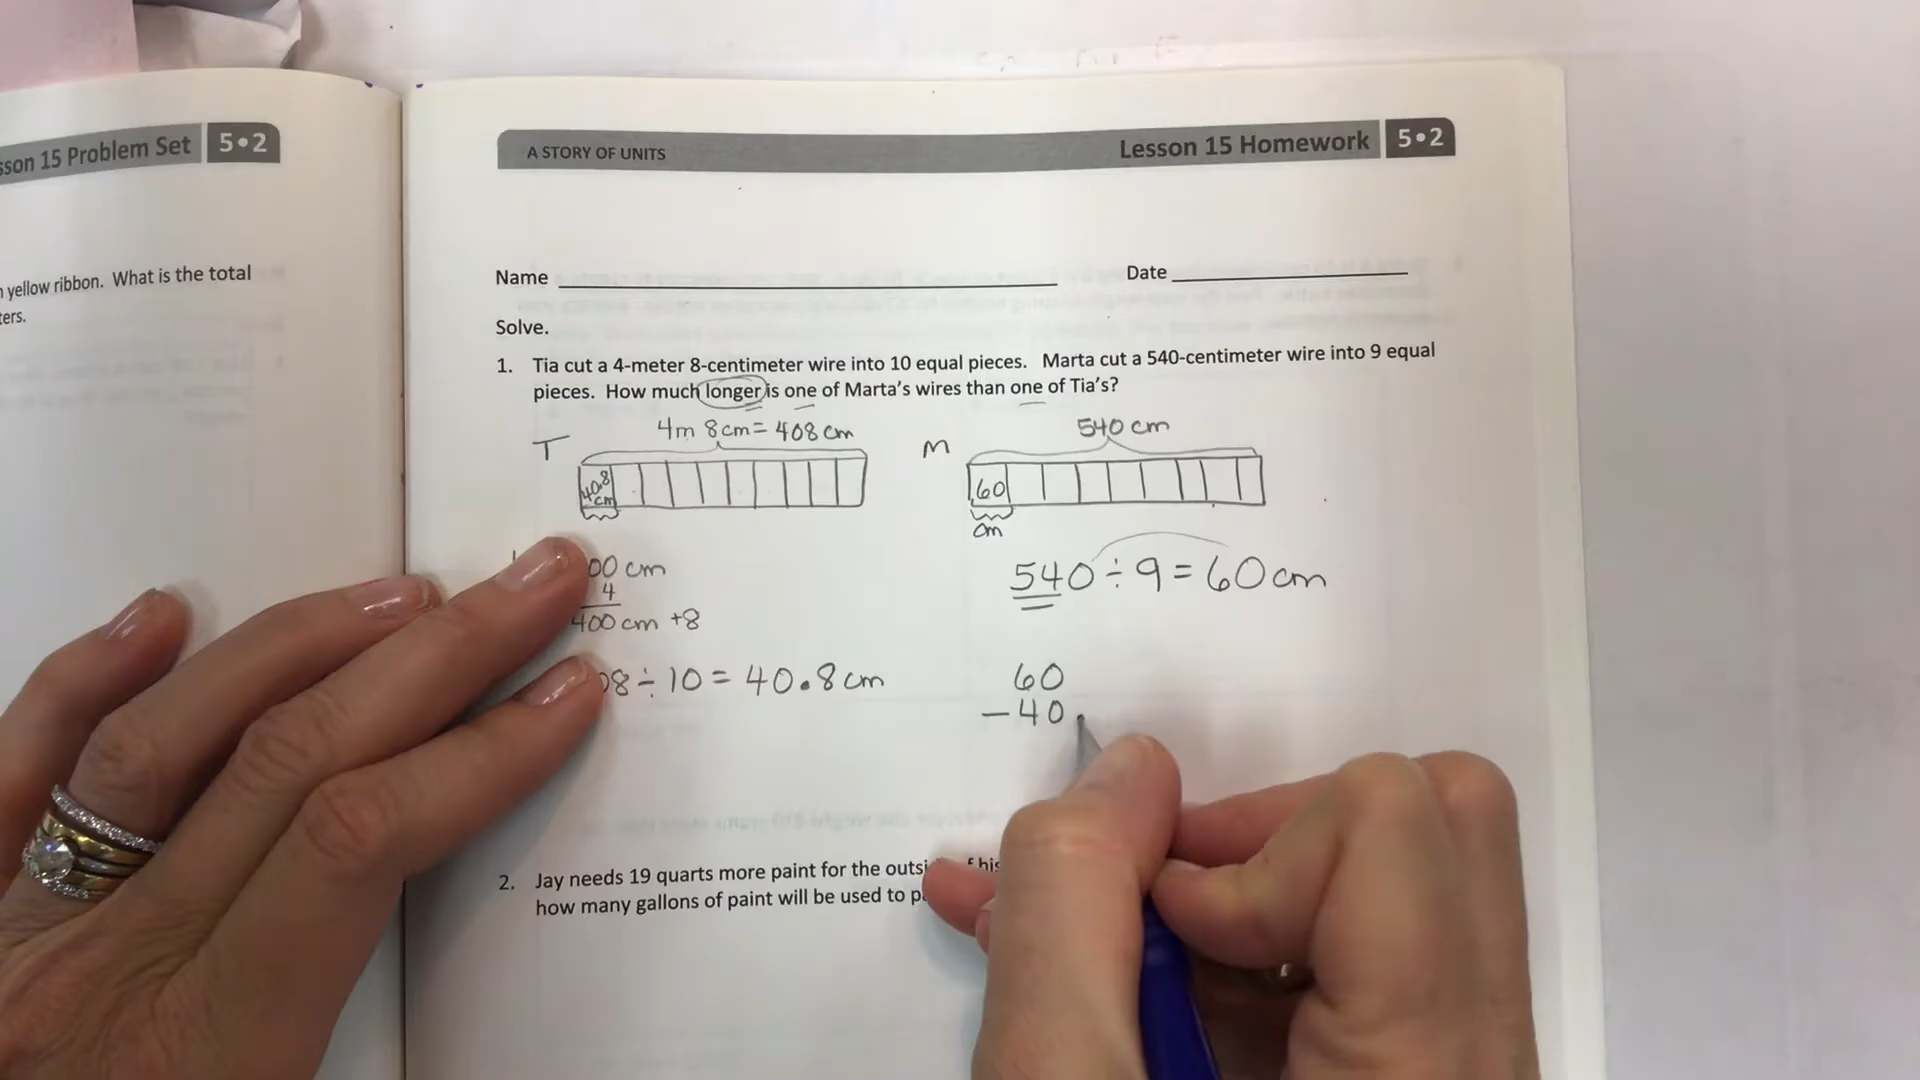 sson 15 Problem Set 5•2
yellow ribbon. What is the total
ters.
A STORY OF UNITS
Lesson 15 Homework 5•2
Name
Date
Solve.
1. Tia cut a 4-meter 8-centimeter wire into 10 equal pieces. Marta cut a 540-centimeter wire into 9 equal
pieces. How much longer is one of Marta's wires than one of Tia's?
T 4m 8cm = 408 cm
40.8
cm
M 540 cm
60
cm
00 cm
4
400 cm +8
08 ÷ 10 = 40.8 cm
540 ÷ 9 = 60 cm
60
- 40.
2. Jay needs 19 quarts more paint for the outsi f his
how many gallons of paint will be used to p